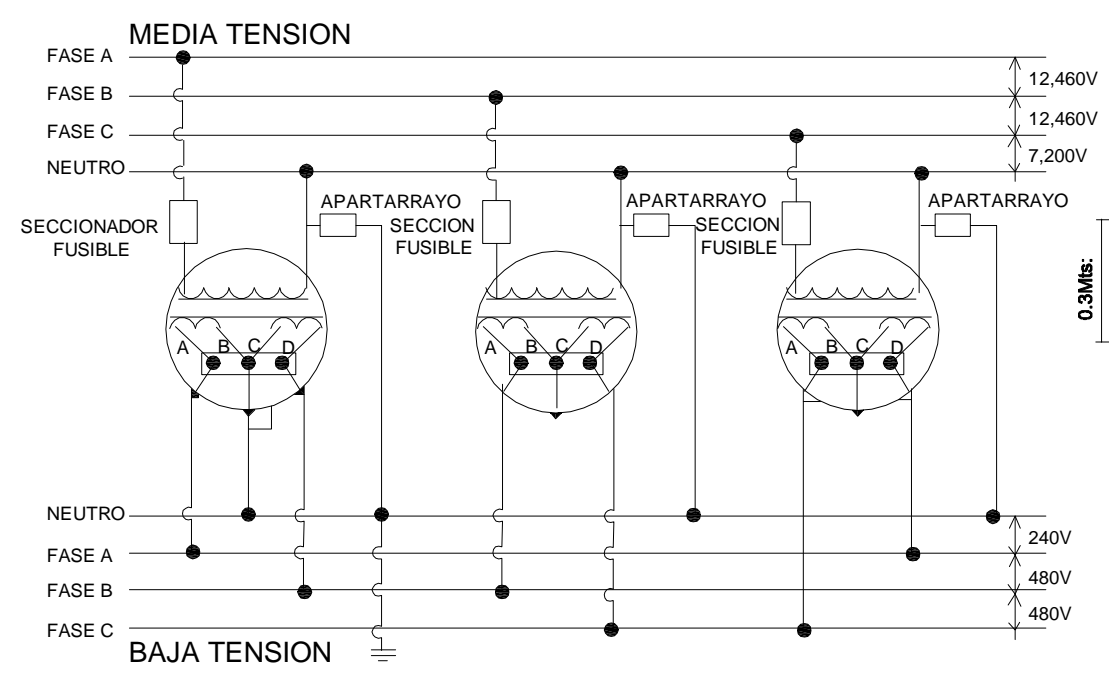 MEDIA TENSION
FASE A
12,460V
FASE B
12,460V
FASE C
7,200V
NEUTRO
APARTARRAYO
APARTARRAYO
APARTARRAYO
SECCIONADOR
FUSIBLE
SECCION
FUSIBLE
SECCION
FUSIBLE
0.3Mts:
A B C D
A B C D
A B C D
NEUTRO
240V
FASE A
480V
FASE B
480V
FASE C
BAJA TENSION